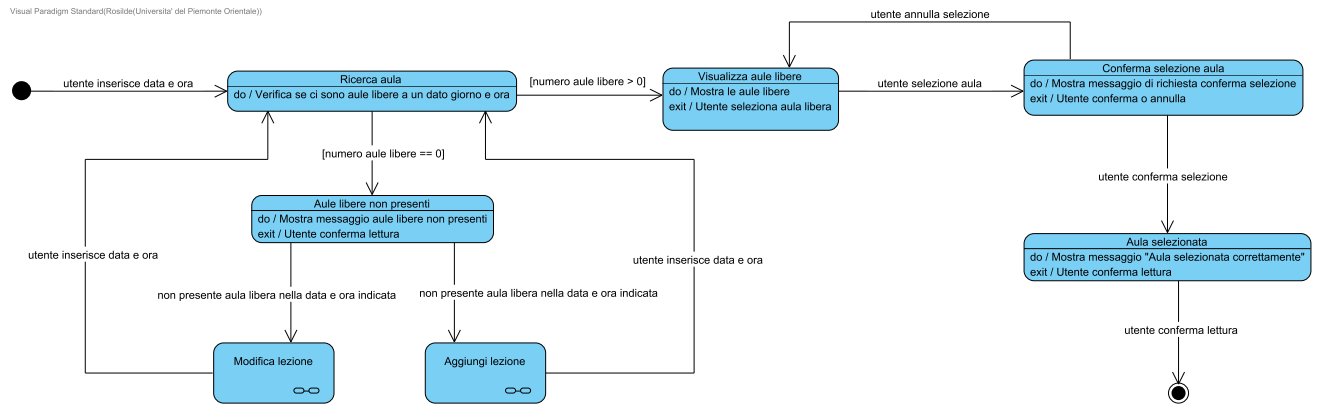 Visual Paradigm Standard(Rosilde(Universita' del Piemonte Orientale))
utente annulla selezione
utente inserisce data e ora
Ricerca aula
do / Verifica se ci sono aule libere a un dato giorno e ora
[numero aule libere > 0]
Visualizza aule libere
do / Mostra le aule libere
exit / Utente seleziona aula libera
utente selezione aula
Conferma selezione aula
do / Mostra messaggio di richiesta conferma selezione
exit / Utente conferma o annulla
[numero aule libere == 0]
utente conferma selezione
Aule libere non presenti
do / Mostra messaggio aule libere non presenti
exit / Utente conferma lettura
Aula selezionata
do / Mostra messaggio "Aula selezionata correttamente"
exit / Utente conferma lettura
utente inserisce data e ora
utente inserisce data e ora
non presente aula libera nella data e ora indicata
non presente aula libera nella data e ora indicata
utente conferma lettura
Modifica lezione
Aggiungi lezione